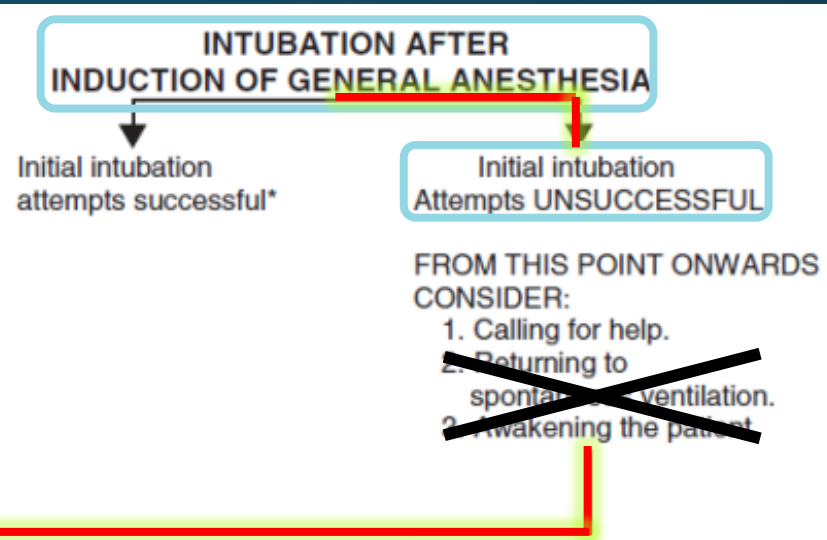 INTUBATION AFTER
INDUCTION OF GENERAL ANESTHESIA
Initial intubation
attempts successful*
Initial intubation
Attempts UNSUCCESSFUL
FROM THIS POINT ONWARDS
CONSIDER:
1. Calling for help.
2. Returning to
ventilation.
3. Awakening the patient